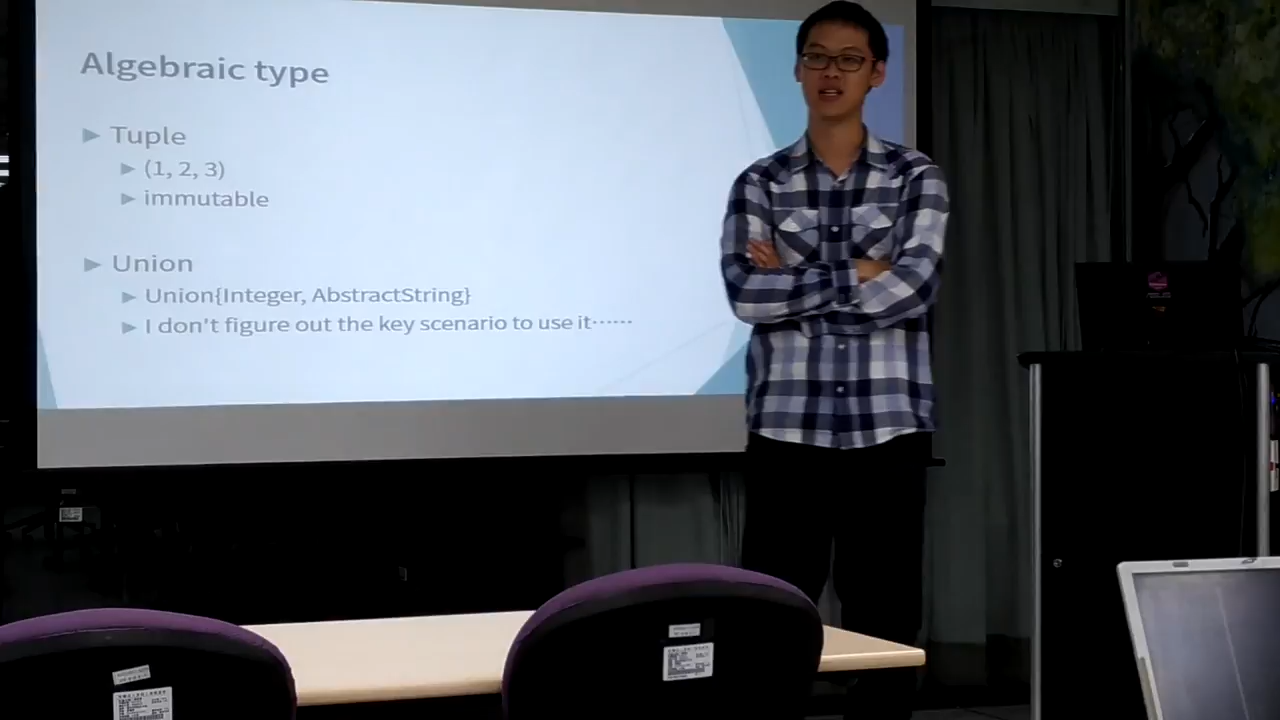 Algebraic type
Tuple
(1, 2, 3)
immutable
Union
Union{Integer, AbstractString}
I don't figure out the key scenario to use it······